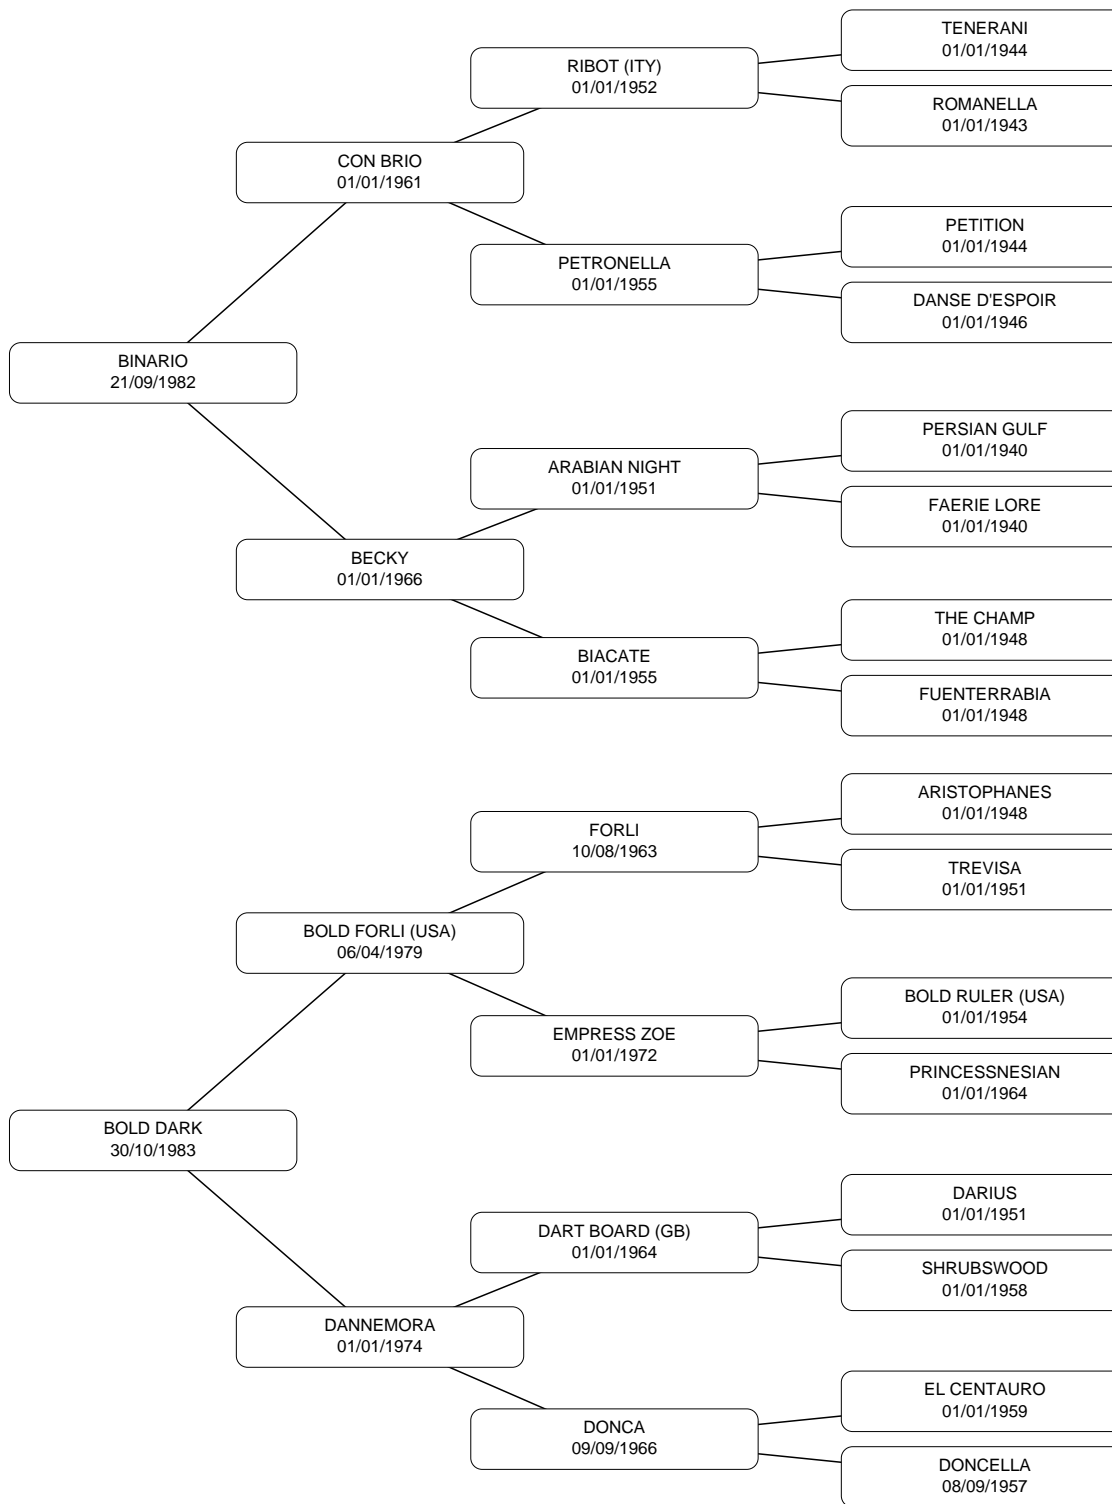 TENERANI
01/01/1944
RIBOT (ITY)
01/01/1952
ROMANELLA
01/01/1943
CON BRIO
01/01/1961
PETITION
01/01/1944
PETRONELLA
01/01/1955
DANSE D'ESPOIR
01/01/1946
BINARIO
21/09/1982
PERSIAN GULF
01/01/1940
ARABIAN NIGHT
01/01/1951
FAERIE LORE
01/01/1940
BECKY
01/01/1966
THE CHAMP
01/01/1948
BIACATE
01/01/1955
FUENTERRABIA
01/01/1948
ARISTOPHANES
01/01/1948
FORLI
10/08/1963
TREVISA
01/01/1951
BOLD FORLI (USA)
06/04/1979
BOLD RULER (USA)
01/01/1954
EMPRESS ZOE
01/01/1972
PRINCESSNESIAN
01/01/1964
BOLD DARK
30/10/1983
DARIUS
01/01/1951
DART BOARD (GB)
01/01/1964
SHRUBSWOOD
01/01/1958
DANNEMORA
01/01/1974
EL CENTAURO
01/01/1959
DONCA
09/09/1966
DONCELLA
08/09/1957